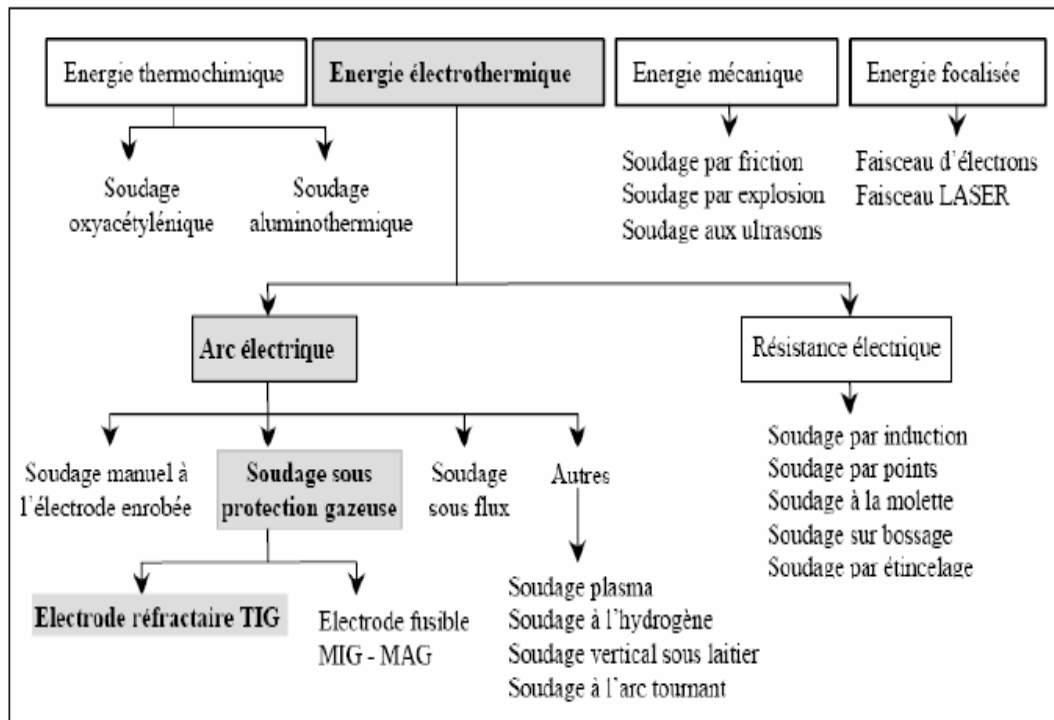 Energie thermochimique
Energie électrothermique
Energie mécanique
Energie focalisée
Soudage
oxyacétylénique
Soudage
aluminothermique
Soudage par friction
Soudage par explosion
Soudage aux ultrasons
Faisceau d'électrons
Faisceau LASER
Arc électrique
Résistance électrique
Soudage manuel à
l'électrode enrobée
Soudage sous
protection gazeuse
Soudage
sous flux
Autres
Soudage par induction
Soudage par points
Soudage à la molette
Soudage sur bossage
Soudage par étincelage
Electrode réfractaire TIG
Electrode fusible
MIG - MAG
Soudage plasma
Soudage à l'hydrogène
Soudage vertical sous laitier
Soudage à l'arc tournant